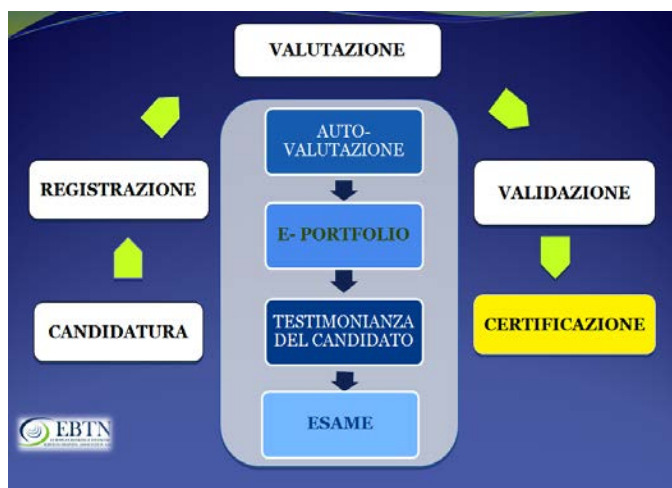 VALUTAZIONE
AUTO-
VALUTAZIONE
REGISTRAZIONE
VALIDAZIONE
E- PORTFOLIO
CANDIDATURA
TESTIMONIANZA
DEL CANDIDATO
CERTIFICAZIONE
ESAME
EBTN